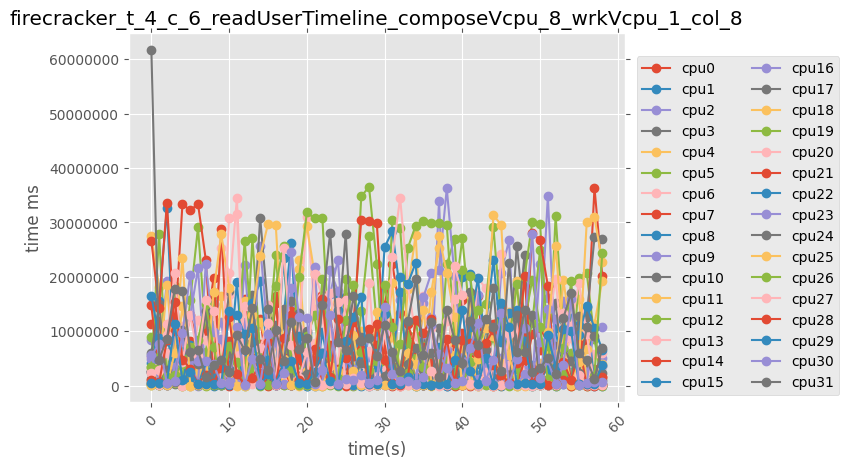 firecracker_t_4_c_6_readUserTimeline_composeVcpu_8_wrkVcpu_1_col_8
60000000
50000000
40000000
30000000
20000000
10000000
0
time ms
0
10
20
30
40
50
60
time(s)
cpu0
cpu1
cpu2
cpu3
cpu4
cpu5
cpu6
cpu7
cpu8
cpu9
cpu10
cpu11
cpu12
cpu13
cpu14
cpu15
cpu16
cpu17
cpu18
cpu19
cpu20
cpu21
cpu22
cpu23
cpu24
cpu25
cpu26
cpu27
cpu28
cpu29
cpu30
cpu31